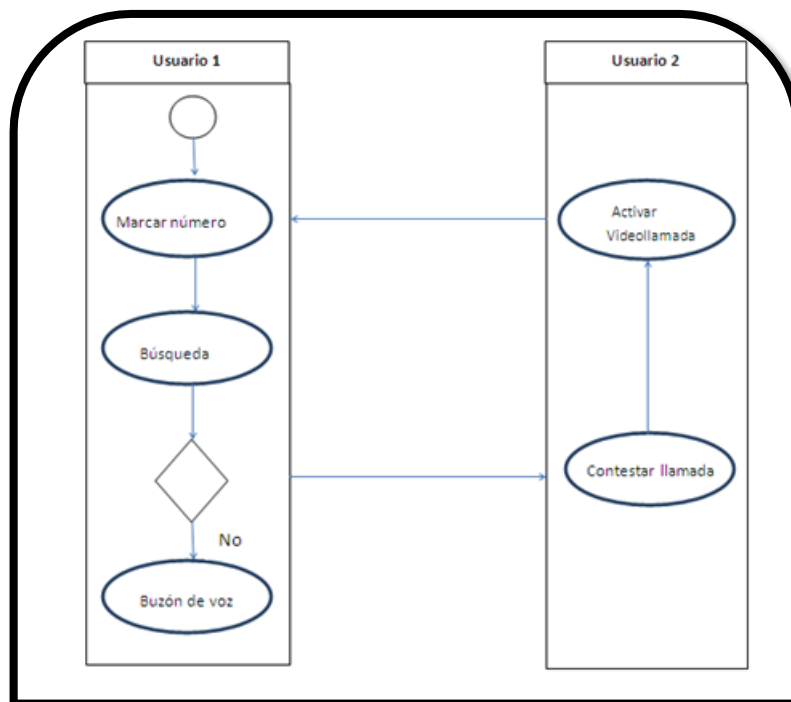 Usuario 1
Usuario 2
Marcar número
Activar
Videollamada
Búsqueda
Contestar llamada
No
Buzón de voz